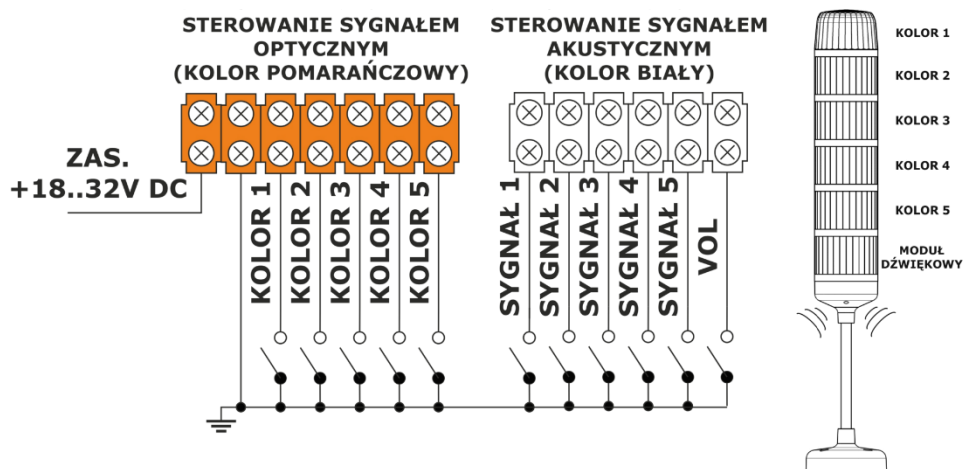 STEROWANIE SYGNAŁEM
OPTYCZNYM
(KOLOR POMARAŃCZOWY)
STEROWANIE SYGNAŁEM
AKUSTYCZNYM
(KOLOR BIAŁY)
ZAS.
+18..32V DC
KOLOR 1
KOLOR 2
KOLOR 3
KOLOR 4
KOLOR 5
SYGNAŁ 1
SYGNAŁ 2
SYGNAŁ 3
SYGNAŁ 4
SYGNAŁ 5
VOL
KOLOR 1
KOLOR 2
KOLOR 3
KOLOR 4
KOLOR 5
MODUŁ
DŹWIĘKOWY